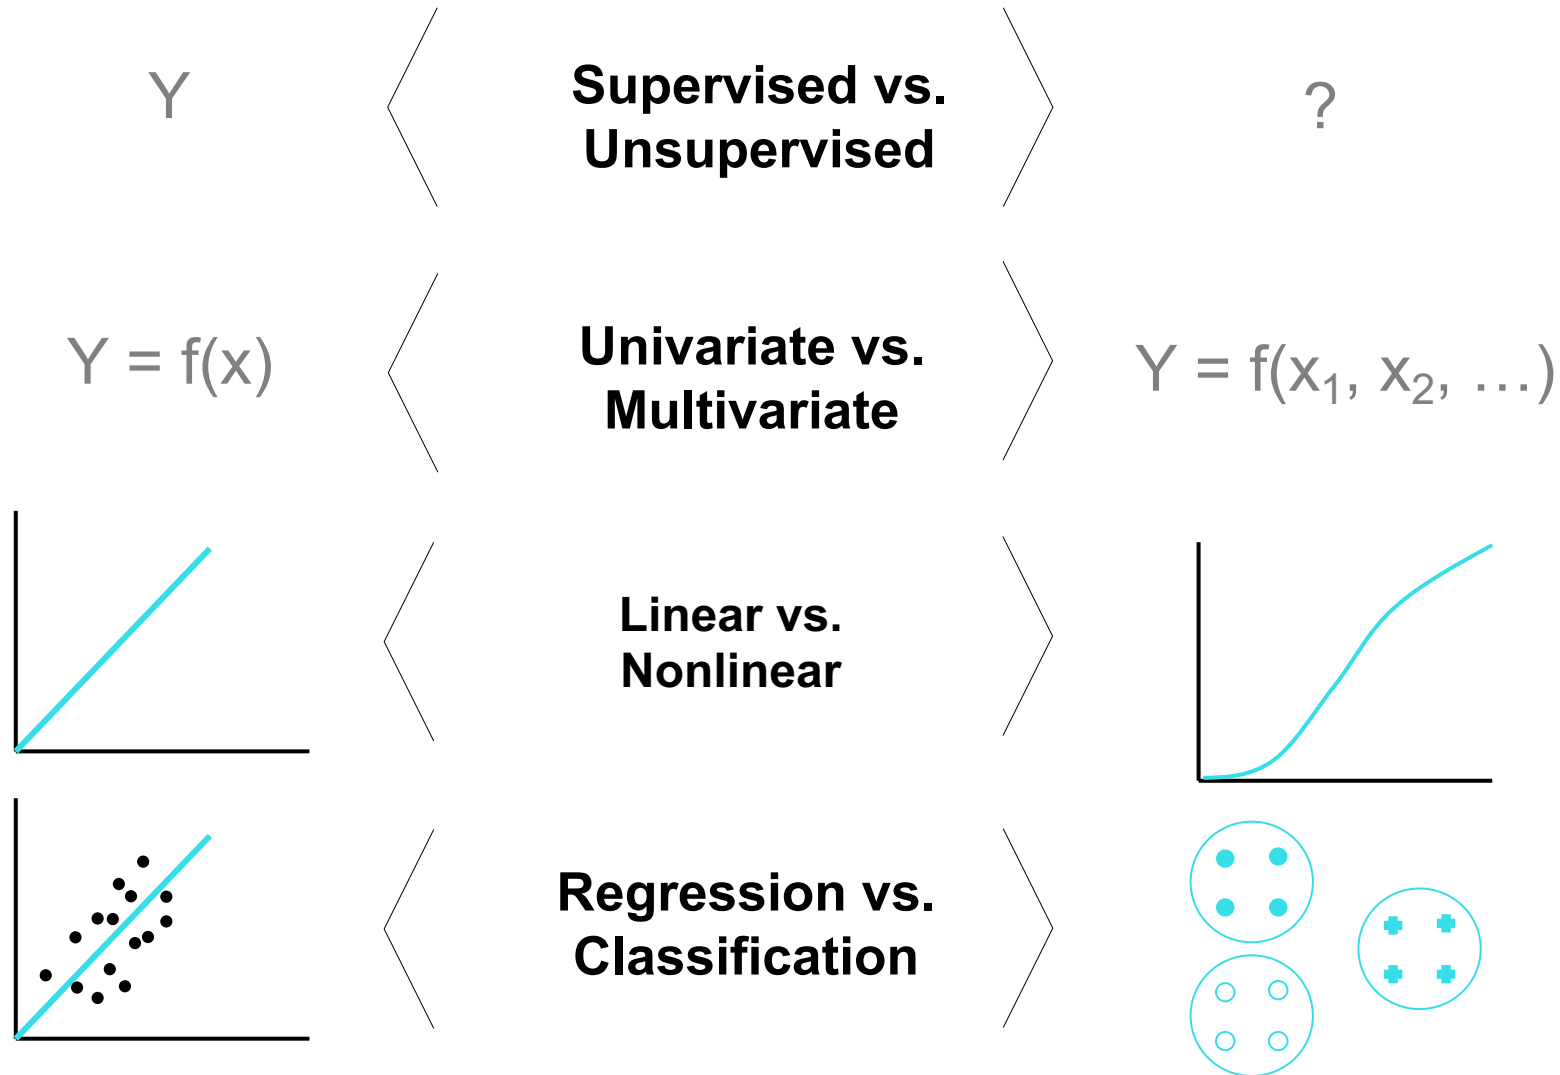 Y
Supervised vs.
Unsupervised
?
Y = f(x)
Univariate vs.
Multivariate
Y = f(x₁, x₂, …)
Linear vs.
Nonlinear
Regression vs.
Classification